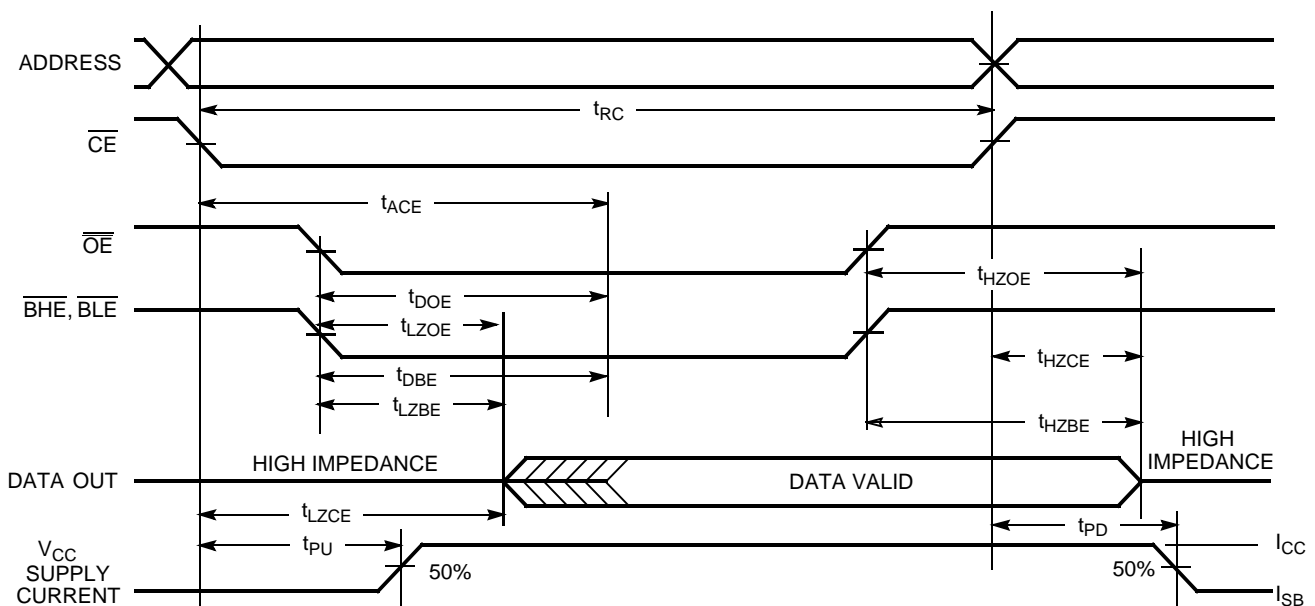 ADDRESS
tRC
CE
tACE
OE
tHZOE
tDOE
BHE, BLE
tLZOE
tHZCE
tDBE
tLZBE
tHZBE
HIGH IMPEDANCE
HIGH
IMPEDANCE
DATA OUT
DATA VALID
tLZCE
tPD
tPU
VCC
SUPPLY
CURRENT
50%
50%
ICC
ISB